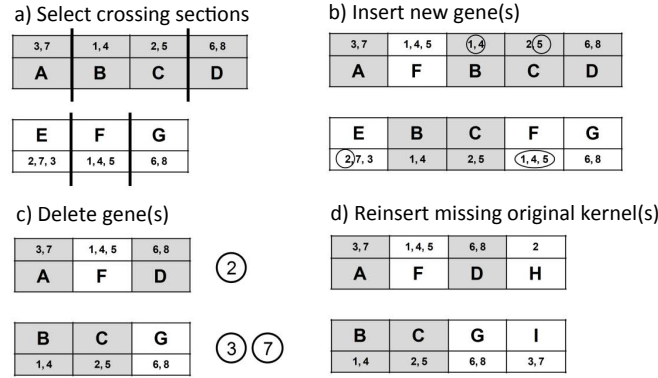 a) Select crossing sections
3, 7 1, 4 2, 5 6, 8
A B C D
E F G
2, 7, 3 1, 4, 5 6, 8
b) Insert new gene(s)
3, 7 1, 4, 5 1, 4 2, 5 6, 8
A F B C D
E B C F G
2, 7, 3 1, 4 2, 5 1, 4, 5 6, 8
c) Delete gene(s)
3, 7 1, 4, 5 6, 8
A F D
2
B C G
1, 4 2, 5 6, 8
3 7
d) Reinsert missing original kernel(s)
3, 7 1, 4, 5 6, 8 2
A F D H
B C G I
1, 4 2, 5 6, 8 3, 7